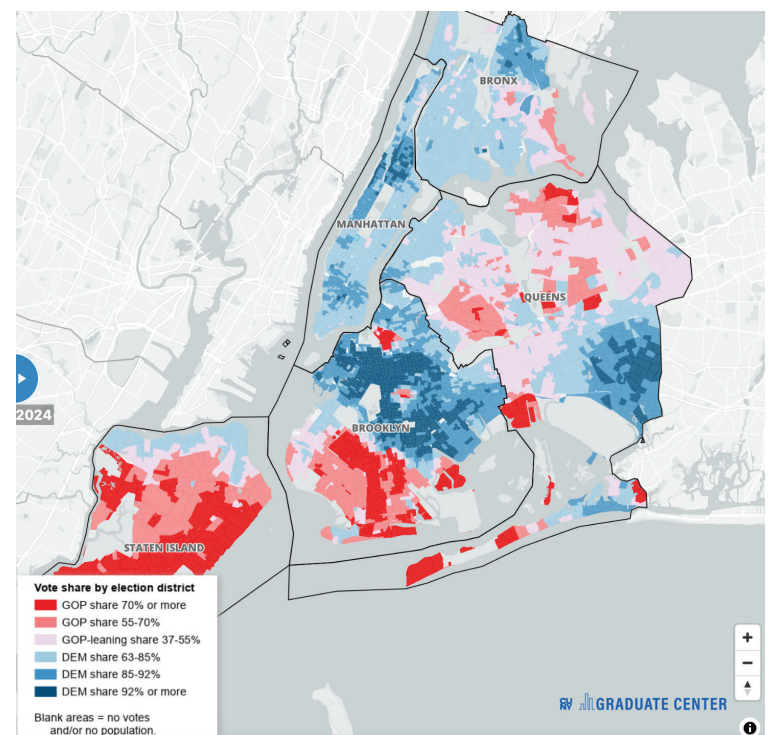 BRONX
MANHATTAN
QUEENS
2024
BROOKLYN
STATEN ISLAND
Vote share by election district
GOP share 70% or more
GOP share 55-70%
GOP-leaning share 37-55%
DEM share 63-85%
DEM share 85-92%
DEM share 92% or more
Blank areas = no votes
and/or no population.
+
−
CUNY GRADUATE CENTER
i